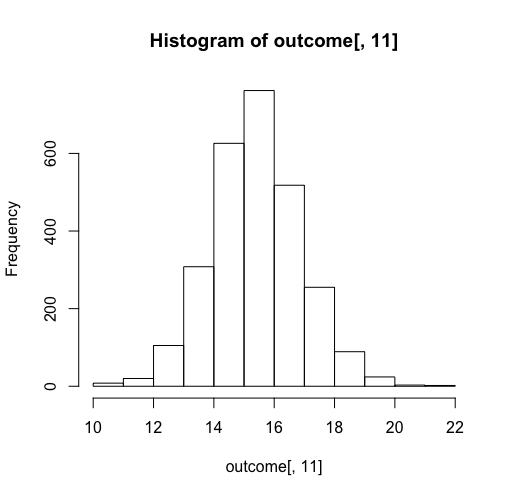 Histogram of outcome[, 11]
Frequency
600
400
200
0
10 12 14 16 18 20 22
outcome[, 11]